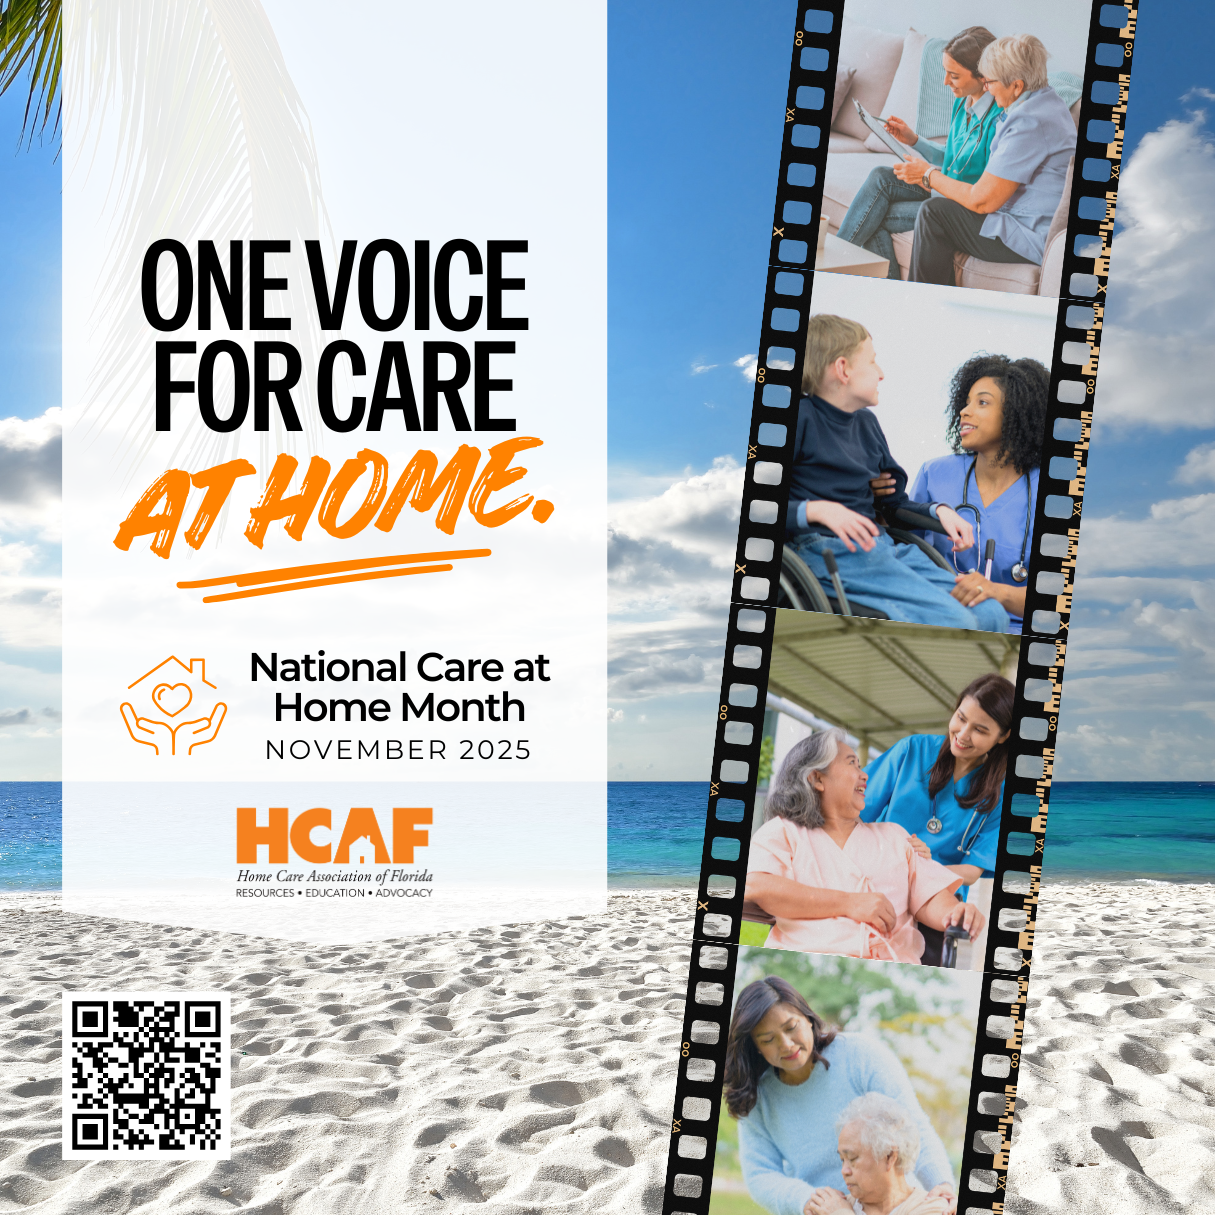 ONE VOICE
FOR CARE
AT HOME.
National Care at
Home Month
NOVEMBER 2025
HCAF
Home Care Association of Florida
RESOURCES • EDUCATION • ADVOCACY